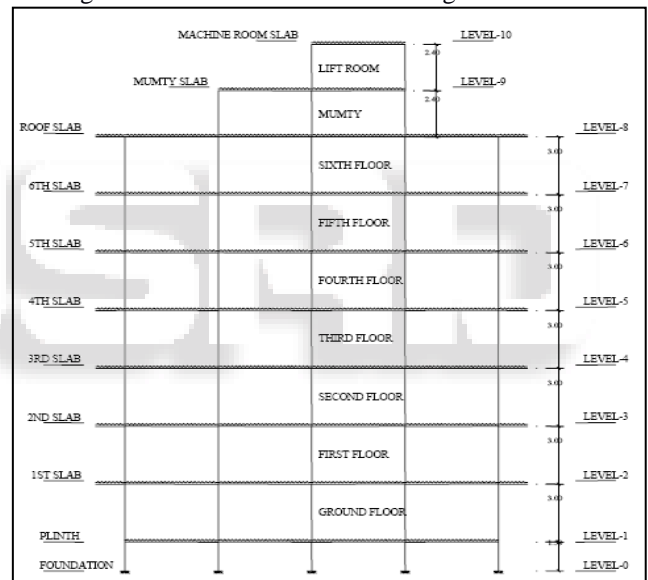 MACHINE ROOM SLAB LEVEL-10
2.40
LIFT ROOM
MUMTY SLAB LEVEL-9
2.40
MUMTY
ROOF SLAB LEVEL-8
3.00
SIXTH FLOOR
6TH SLAB LEVEL-7
3.00
FIFTH FLOOR
5TH SLAB LEVEL-6
3.00
FOURTH FLOOR
4TH SLAB LEVEL-5
3.00
THIRD FLOOR
3RD SLAB LEVEL-4
3.00
SECOND FLOOR
2ND SLAB LEVEL-3
3.00
FIRST FLOOR
1ST SLAB LEVEL-2
3.00
GROUND FLOOR
PLINTH LEVEL-1
FOUNDATION LEVEL-0